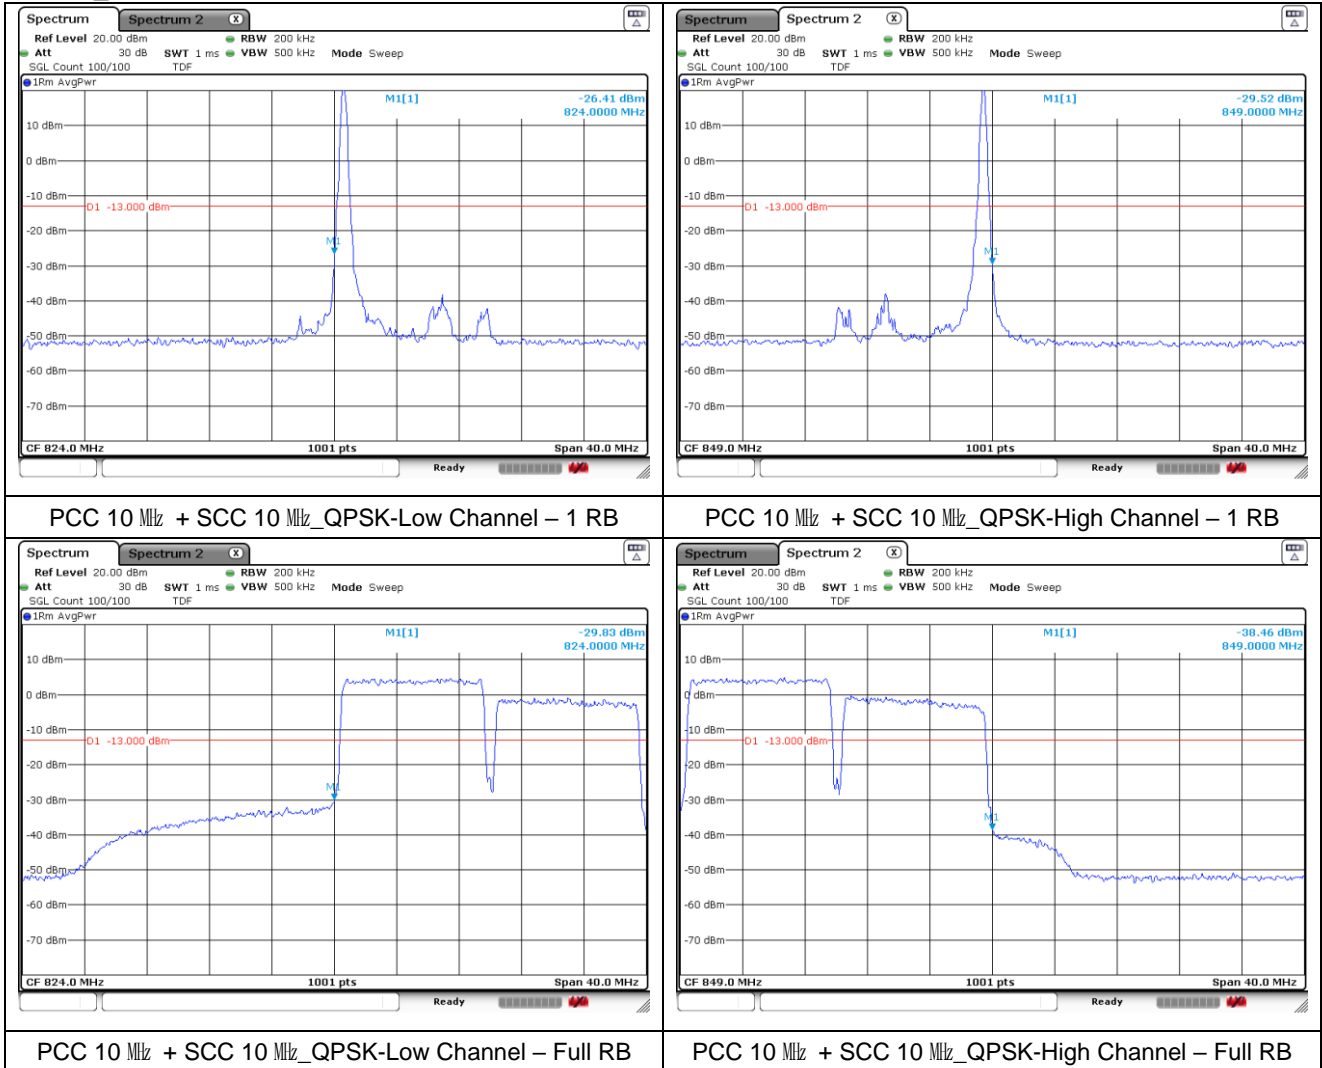 Spectrum Spectrum 2 X
Ref Level 20.00 dBm RBW 200 kHz
Att 30 dB SWT 1 ms VBW 500 kHz Mode Sweep
SGL Count 100/100 TDF
1Rm AvgPwr
M1[1] -26.41 dBm
824.0000 MHz
10 dBm
0 dBm
-10 dBm
D1 -13.000 dBm
-20 dBm
M1
-30 dBm
-40 dBm
-50 dBm
-60 dBm
-70 dBm
CF 824.0 MHz 1001 pts Span 40.0 MHz
Ready
PCC 10 ㎒ + SCC 10 ㎒_QPSK-Low Channel – 1 RB
Spectrum Spectrum 2 X
Ref Level 20.00 dBm RBW 200 kHz
Att 30 dB SWT 1 ms VBW 500 kHz Mode Sweep
SGL Count 100/100 TDF
1Rm AvgPwr
M1[1] -29.52 dBm
849.0000 MHz
10 dBm
0 dBm
-10 dBm
D1 -13.000 dBm
-20 dBm
M1
-30 dBm
-40 dBm
-50 dBm
-60 dBm
-70 dBm
CF 849.0 MHz 1001 pts Span 40.0 MHz
Ready
PCC 10 ㎒ + SCC 10 ㎒_QPSK-High Channel – 1 RB
Spectrum Spectrum 2 X
Ref Level 20.00 dBm RBW 200 kHz
Att 30 dB SWT 1 ms VBW 500 kHz Mode Sweep
SGL Count 100/100 TDF
1Rm AvgPwr
M1[1] -29.83 dBm
824.0000 MHz
10 dBm
0 dBm
-10 dBm
D1 -13.000 dBm
-20 dBm
M1
-30 dBm
-40 dBm
-50 dBm
-60 dBm
-70 dBm
CF 824.0 MHz 1001 pts Span 40.0 MHz
Ready
PCC 10 ㎒ + SCC 10 ㎒_QPSK-Low Channel – Full RB
Spectrum Spectrum 2 X
Ref Level 20.00 dBm RBW 200 kHz
Att 30 dB SWT 1 ms VBW 500 kHz Mode Sweep
SGL Count 100/100 TDF
1Rm AvgPwr
M1[1] -38.46 dBm
849.0000 MHz
10 dBm
0 dBm
-10 dBm
D1 -13.000 dBm
-20 dBm
-30 dBm
M1
-40 dBm
-50 dBm
-60 dBm
-70 dBm
CF 849.0 MHz 1001 pts Span 40.0 MHz
Ready
PCC 10 ㎒ + SCC 10 ㎒_QPSK-High Channel – Full RB